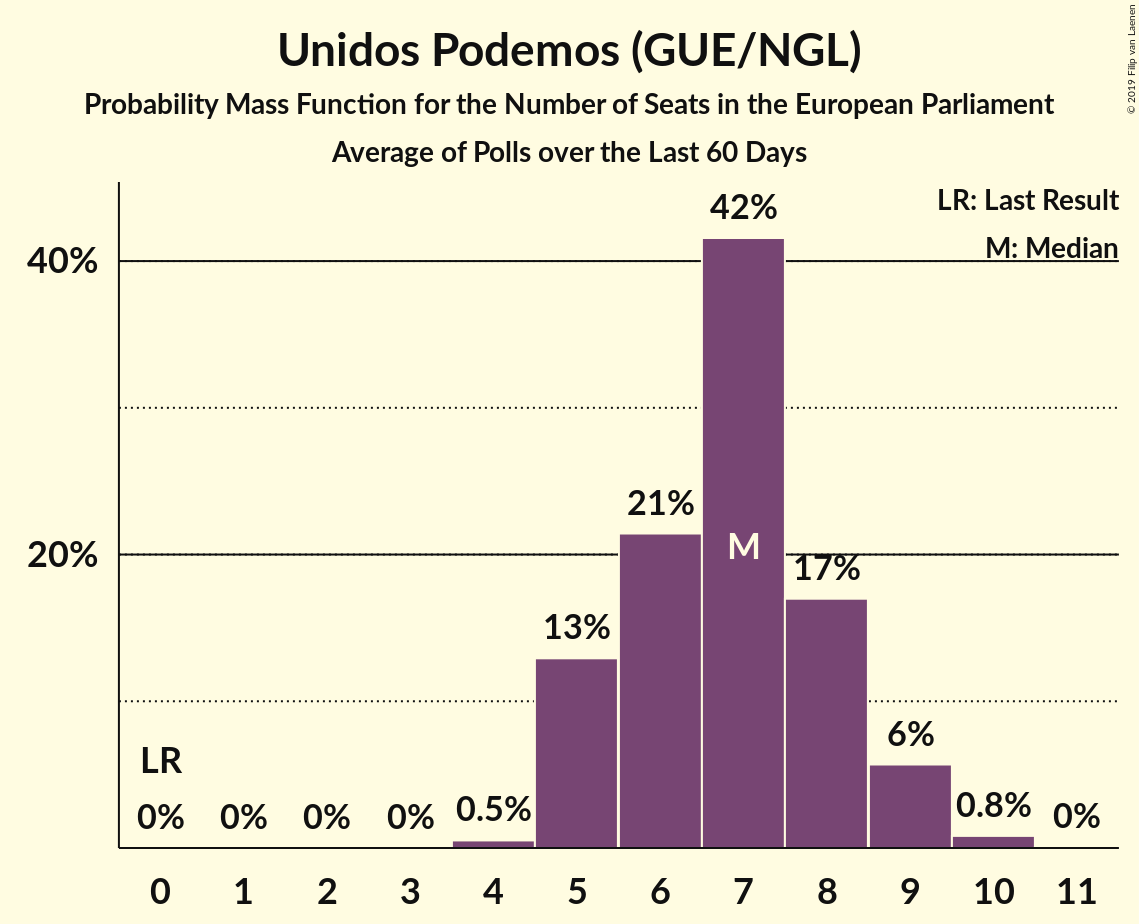 Unidos Podemos (GUE/NGL)
Probability Mass Function for the Number of Seats in the European Parliament
Average of Polls over the Last 60 Days
© 2019 Filip van Laenen
LR: Last Result
M: Median
42%
40%
21%
M
20%
17%
13%
6%
LR
0% 0% 0% 0% 0.5% 0.8% 0%
0 1 2 3 4 5 6 7 8 9 10 11